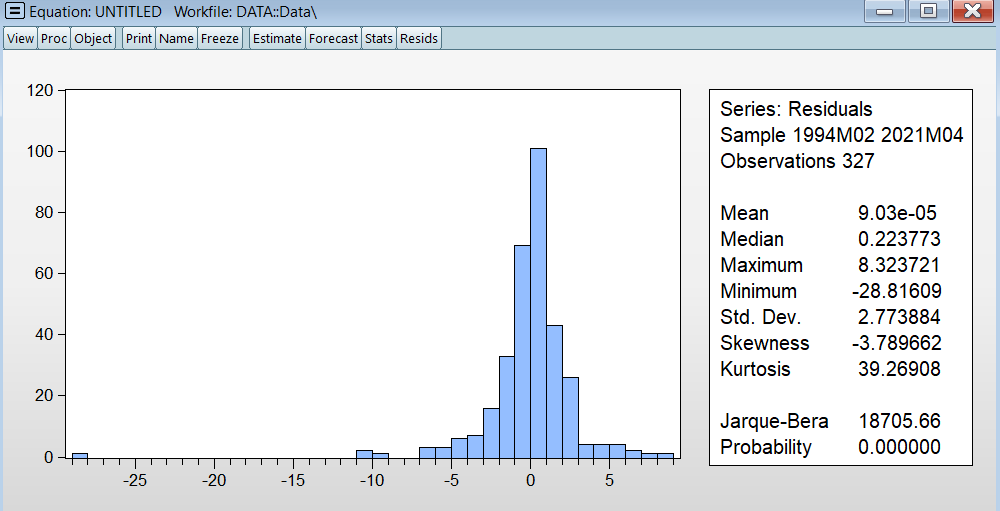 Equation: UNTITLED Workfile: DATA::Data\
View Proc Object Print Name Freeze Estimate Forecast Stats Resids
120
100
80
60
40
20
0
-25 -20 -15 -10 -5 0 5
Series: Residuals
Sample 1994M02 2021M04
Observations 327
Mean 9.03e-05
Median 0.223773
Maximum 8.323721
Minimum -28.81609
Std. Dev. 2.773884
Skewness -3.789662
Kurtosis 39.26908
Jarque-Bera 18705.66
Probability 0.000000